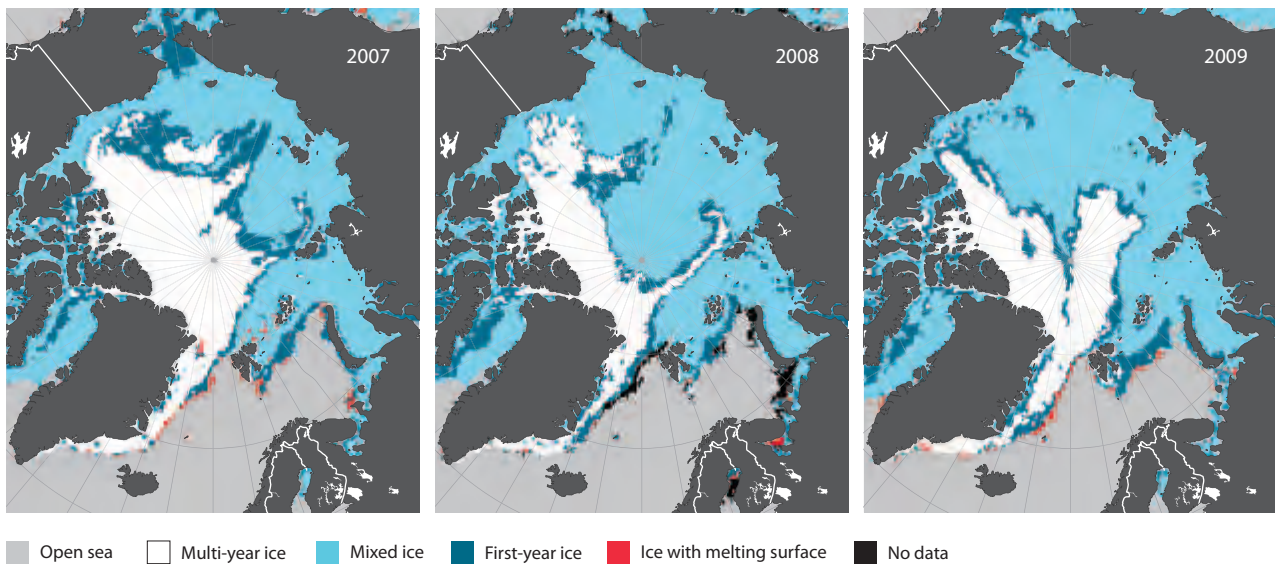 2007
2008
2009
Open sea
Multi-year ice
Mixed ice
First-year ice
Ice with melting surface
No data